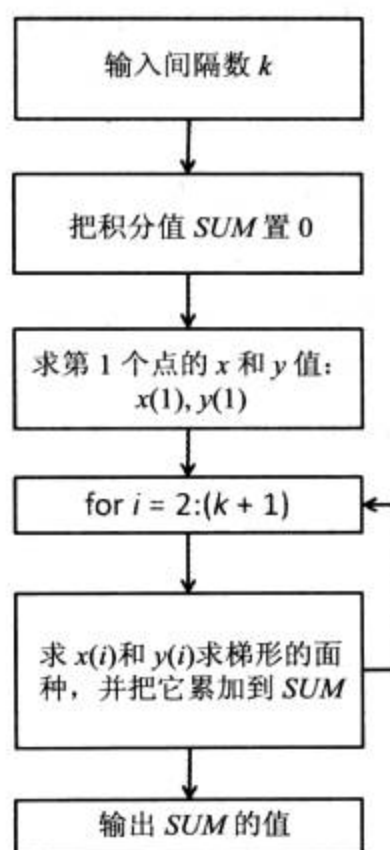 输入间隔数 k
把积分值 SUM 置 0
求第 1 个点的 x 和 y 值：
x(1), y(1)
for i = 2:(k + 1)
求 x(i)和 y(i)求梯形的面
种，并把它累加到 SUM
输出 SUM 的值